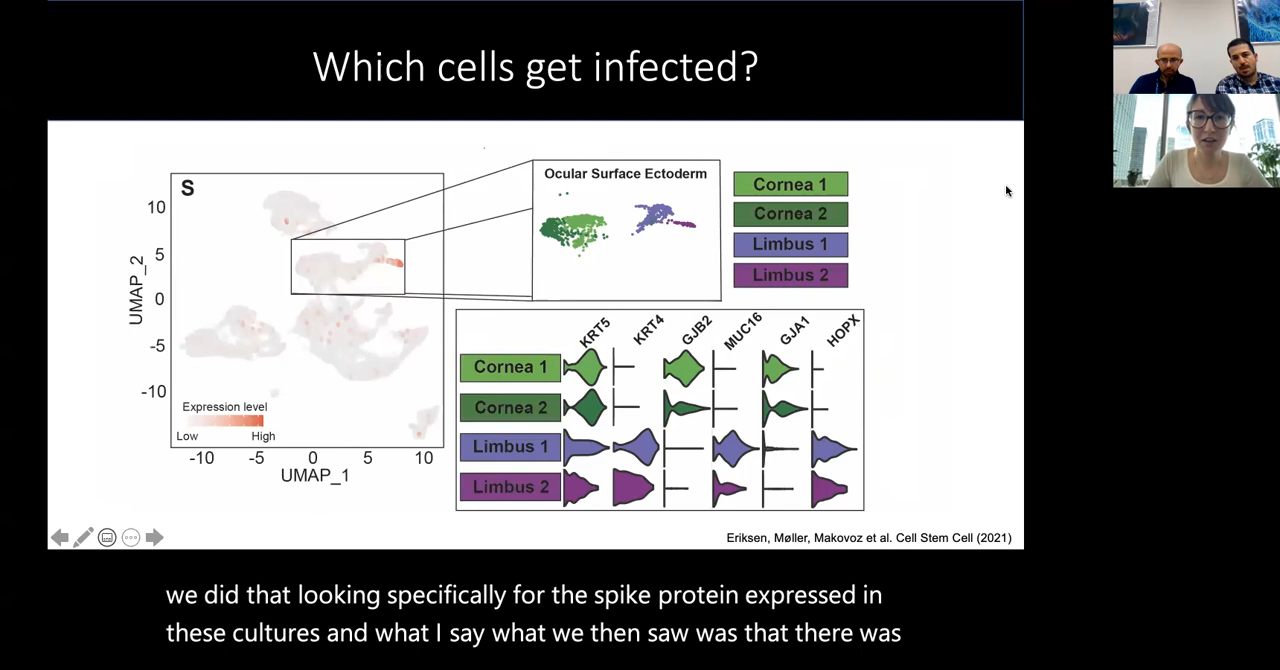 Which cells get infected?
S
10
5
0
-5
-10
UMAP_2
Expression level
Low High
-10 -5 0 5 10
UMAP_1
Ocular Surface Ectoderm
Cornea 1
Cornea 2
Limbus 1
Limbus 2
KRT5 KRT4 GJB2 MUC16 GJA1 HOPX
Cornea 1
Cornea 2
Limbus 1
Limbus 2
Eriksen, Møller, Makovoz et al. Cell Stem Cell (2021)
we did that looking specifically for the spike protein expressed in
these cultures and what I say what we then saw was that there was